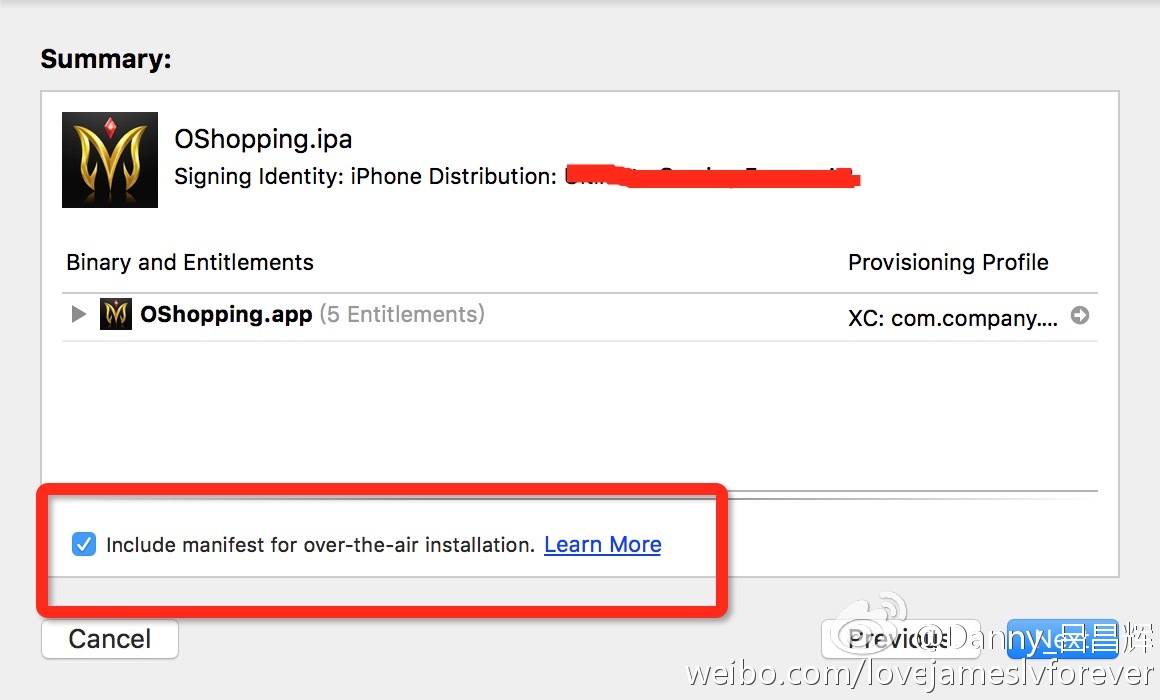 Summary:
OShopping.ipa
Signing Identity: iPhone Distribution:
Binary and Entitlements
Provisioning Profile
OShopping.app (5 Entitlements)
XC: com.company....
Include manifest for over-the-air installation. Learn More
Cancel
Previous
Next
@Danny_吕昌辉
weibo.com/lovejameslvforever